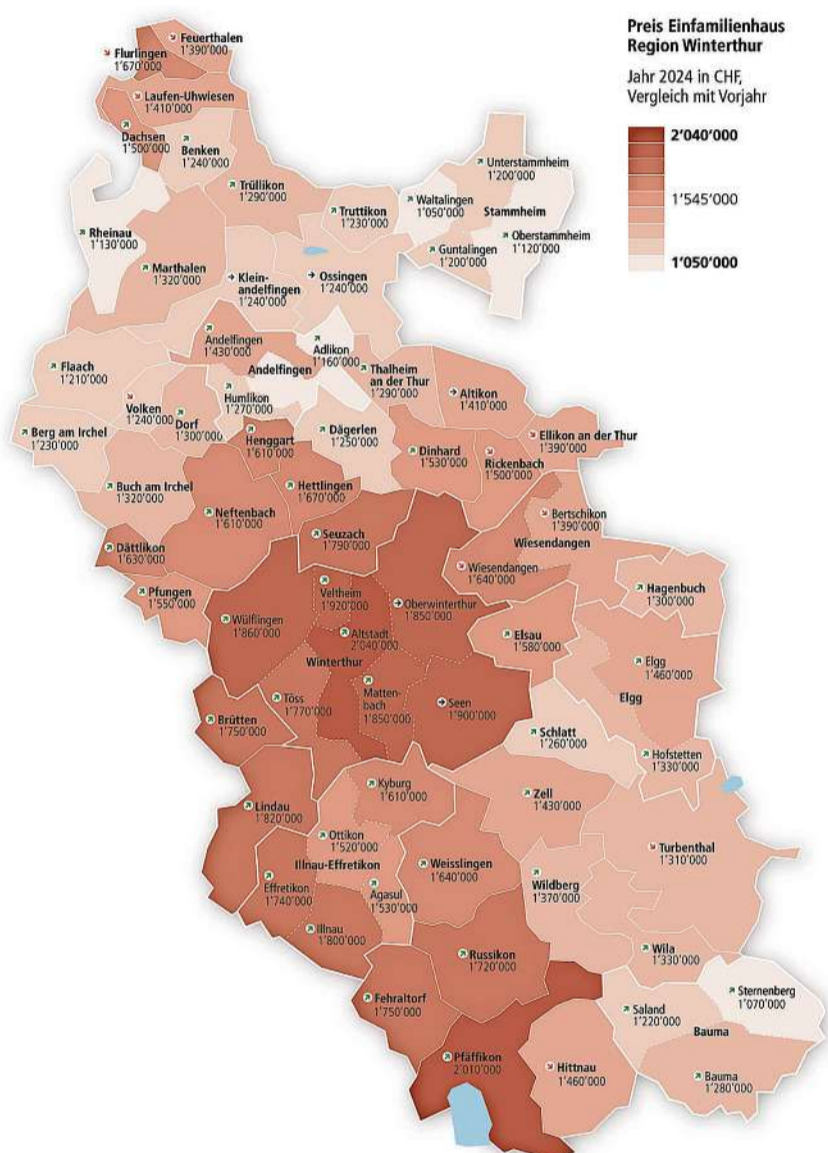 Preis Einfamilienhaus
Region Winterthur
Jahr 2024 in CHF,
Vergleich mit Vorjahr
2’040’000
1’545’000
1’050’000
Feuerthalen
1’390’000
Flurlingen
1’670’000
Laufen-Uhwiesen
1’410’000
Dachsen
1’500’000
Benken
1’240’000
Trüllikon
1’290’000
Truttikon
1’230’000
Unterstammheim
1’200’000
Waltalingen
1’050’000
Stammheim
Oberstammheim
1’120’000
Guntalingen
1’200’000
Rheinau
1’130’000
Marthalen
1’320’000
Klein-
andelfingen
1’240’000
Ossingen
1’240’000
Andelfingen
1’430’000
Adlikon
1’160’000
Andelfingen
Thalheim
an der Thur
1’290’000
Flaach
1’210’000
Humlikon
1’270’000
Altikon
1’410’000
Volken
1’240’000
Dorf
1’300’000
Berg am Irchel
1’230’000
Henggart
1’610’000
Dägerlen
1’250’000
Dinhard
1’530’000
Rickenbach
1’500’000
Ellikon an der Thur
1’390’000
Buch am Irchel
1’320’000
Hettlingen
1’670’000
Neftenbach
1’610’000
Seuzach
1’790’000
Bertschikon
1’390’000
Wiesendangen
Wiesendangen
1’640’000
Dättlikon
1’630’000
Pfungen
1’550’000
Veltheim
1’920’000
Oberwinterthur
1’850’000
Hagenbuch
1’300’000
Wülflingen
1’860’000
Altstadt
2’040’000
Elsau
1’580’000
Winterthur
Elgg
1’460’000
Elgg
Töss
1’770’000
Matten-
bach
1’850’000
Seen
1’900’000
Brütten
1’750’000
Schlatt
1’260’000
Hofstetten
1’330’000
Kyburg
1’610’000
Zell
1’430’000
Lindau
1’820’000
Ottikon
1’520’000
Turbenthal
1’310’000
Illnau-Effretikon
Weisslingen
1’640’000
Effretikon
1’740’000
Agasul
1’530’000
Wildberg
1’370’000
Illnau
1’800’000
Russikon
1’720’000
Wila
1’330’000
Fehraltorf
1’750’000
Sternenberg
1’070’000
Saland
1’220’000
Bauma
Pfäffikon
2’010’000
Hittnau
1’460’000
Bauma
1’280’000